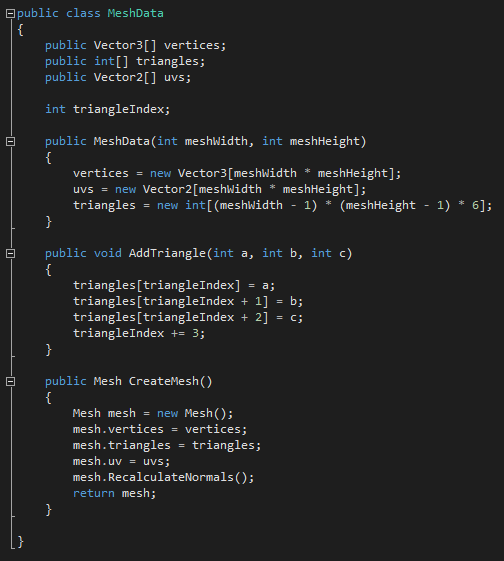 public class MeshData
{
    public Vector3[] vertices;
    public int[] triangles;
    public Vector2[] uvs;

    int triangleIndex;

    public MeshData(int meshWidth, int meshHeight)
    {
        vertices = new Vector3[meshWidth * meshHeight];
        uvs = new Vector2[meshWidth * meshHeight];
        triangles = new int[(meshWidth - 1) * (meshHeight - 1) * 6];
    }

    public void AddTriangle(int a, int b, int c)
    {
        triangles[triangleIndex] = a;
        triangles[triangleIndex + 1] = b;
        triangles[triangleIndex + 2] = c;
        triangleIndex += 3;
    }

    public Mesh CreateMesh()
    {
        Mesh mesh = new Mesh();
        mesh.vertices = vertices;
        mesh.triangles = triangles;
        mesh.uv = uvs;
        mesh.RecalculateNormals();
        return mesh;
    }

}